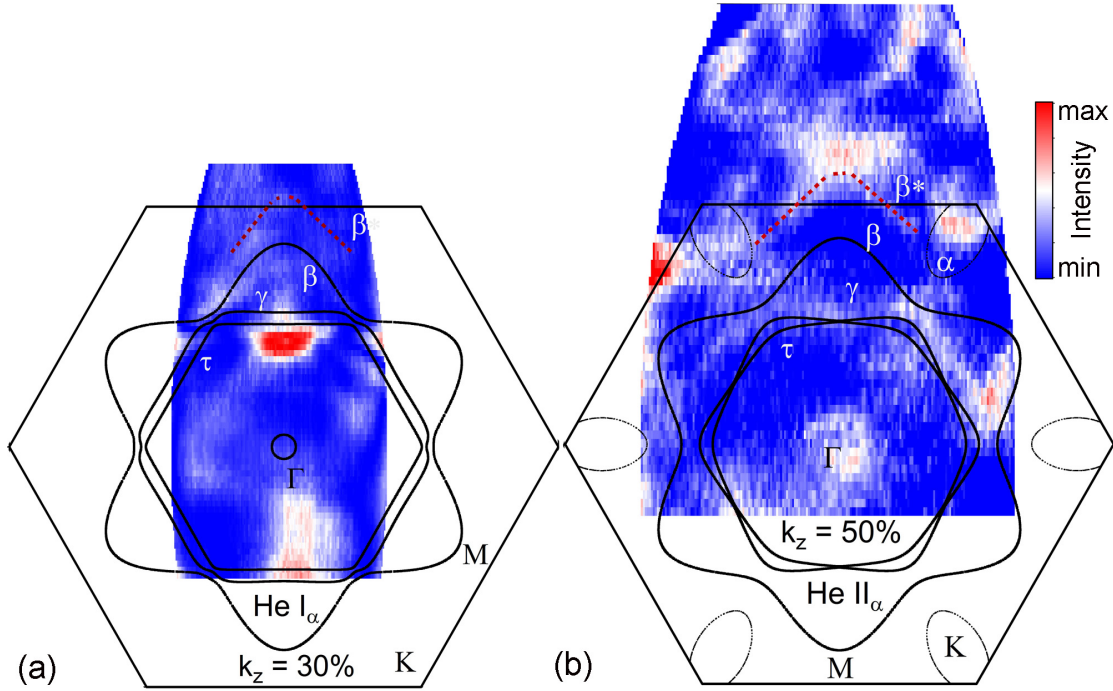 β*
β
γ
τ
Γ
M
He Iα
kz = 30%
K
(a)
β*
β
α
γ
τ
Γ
kz = 50%
He IIα
K
M
(b)
max
Intensity
min